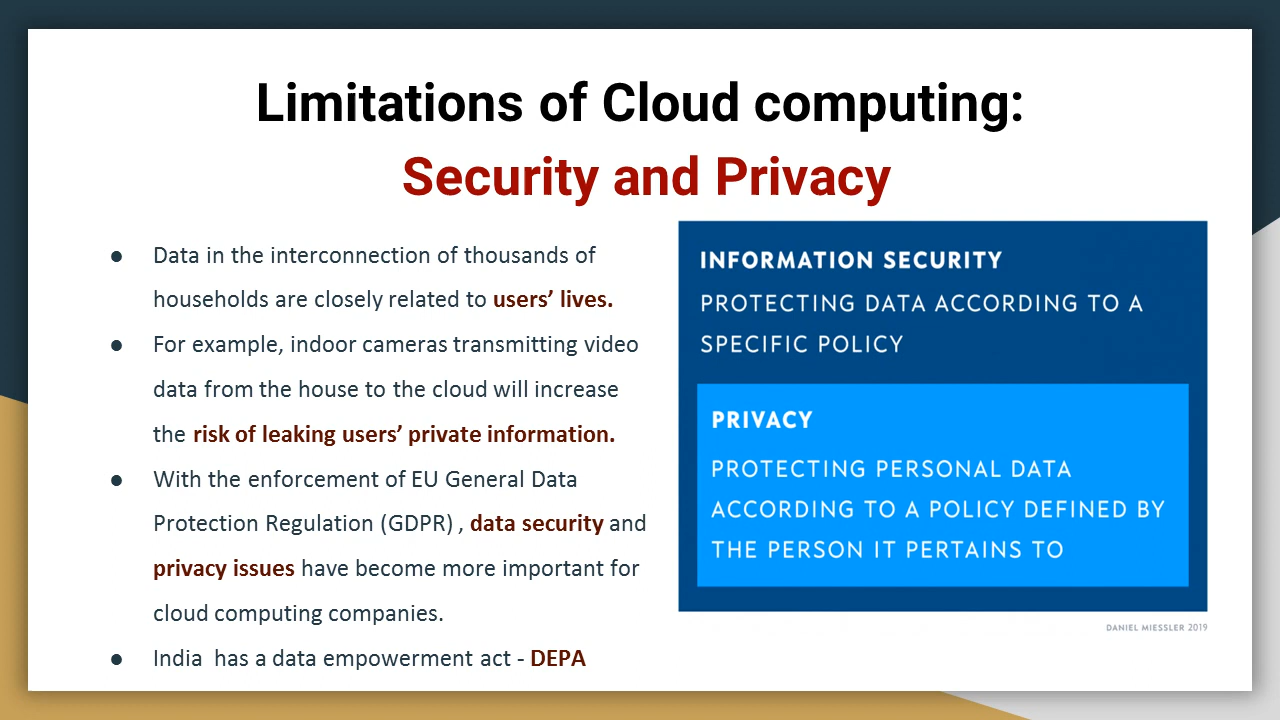 Limitations of Cloud computing:
Security and Privacy
● Data in the interconnection of thousands of
households are closely related to users’ lives.
● For example, indoor cameras transmitting video
data from the house to the cloud will increase
the risk of leaking users’ private information.
● With the enforcement of EU General Data
Protection Regulation (GDPR) , data security and
privacy issues have become more important for
cloud computing companies.
● India  has a data empowerment act - DEPA
INFORMATION SECURITY
PROTECTING DATA ACCORDING TO A
SPECIFIC POLICY
PRIVACY
PROTECTING PERSONAL DATA
ACCORDING TO A POLICY DEFINED BY
THE PERSON IT PERTAINS TO
DANIEL MIESSLER 2019